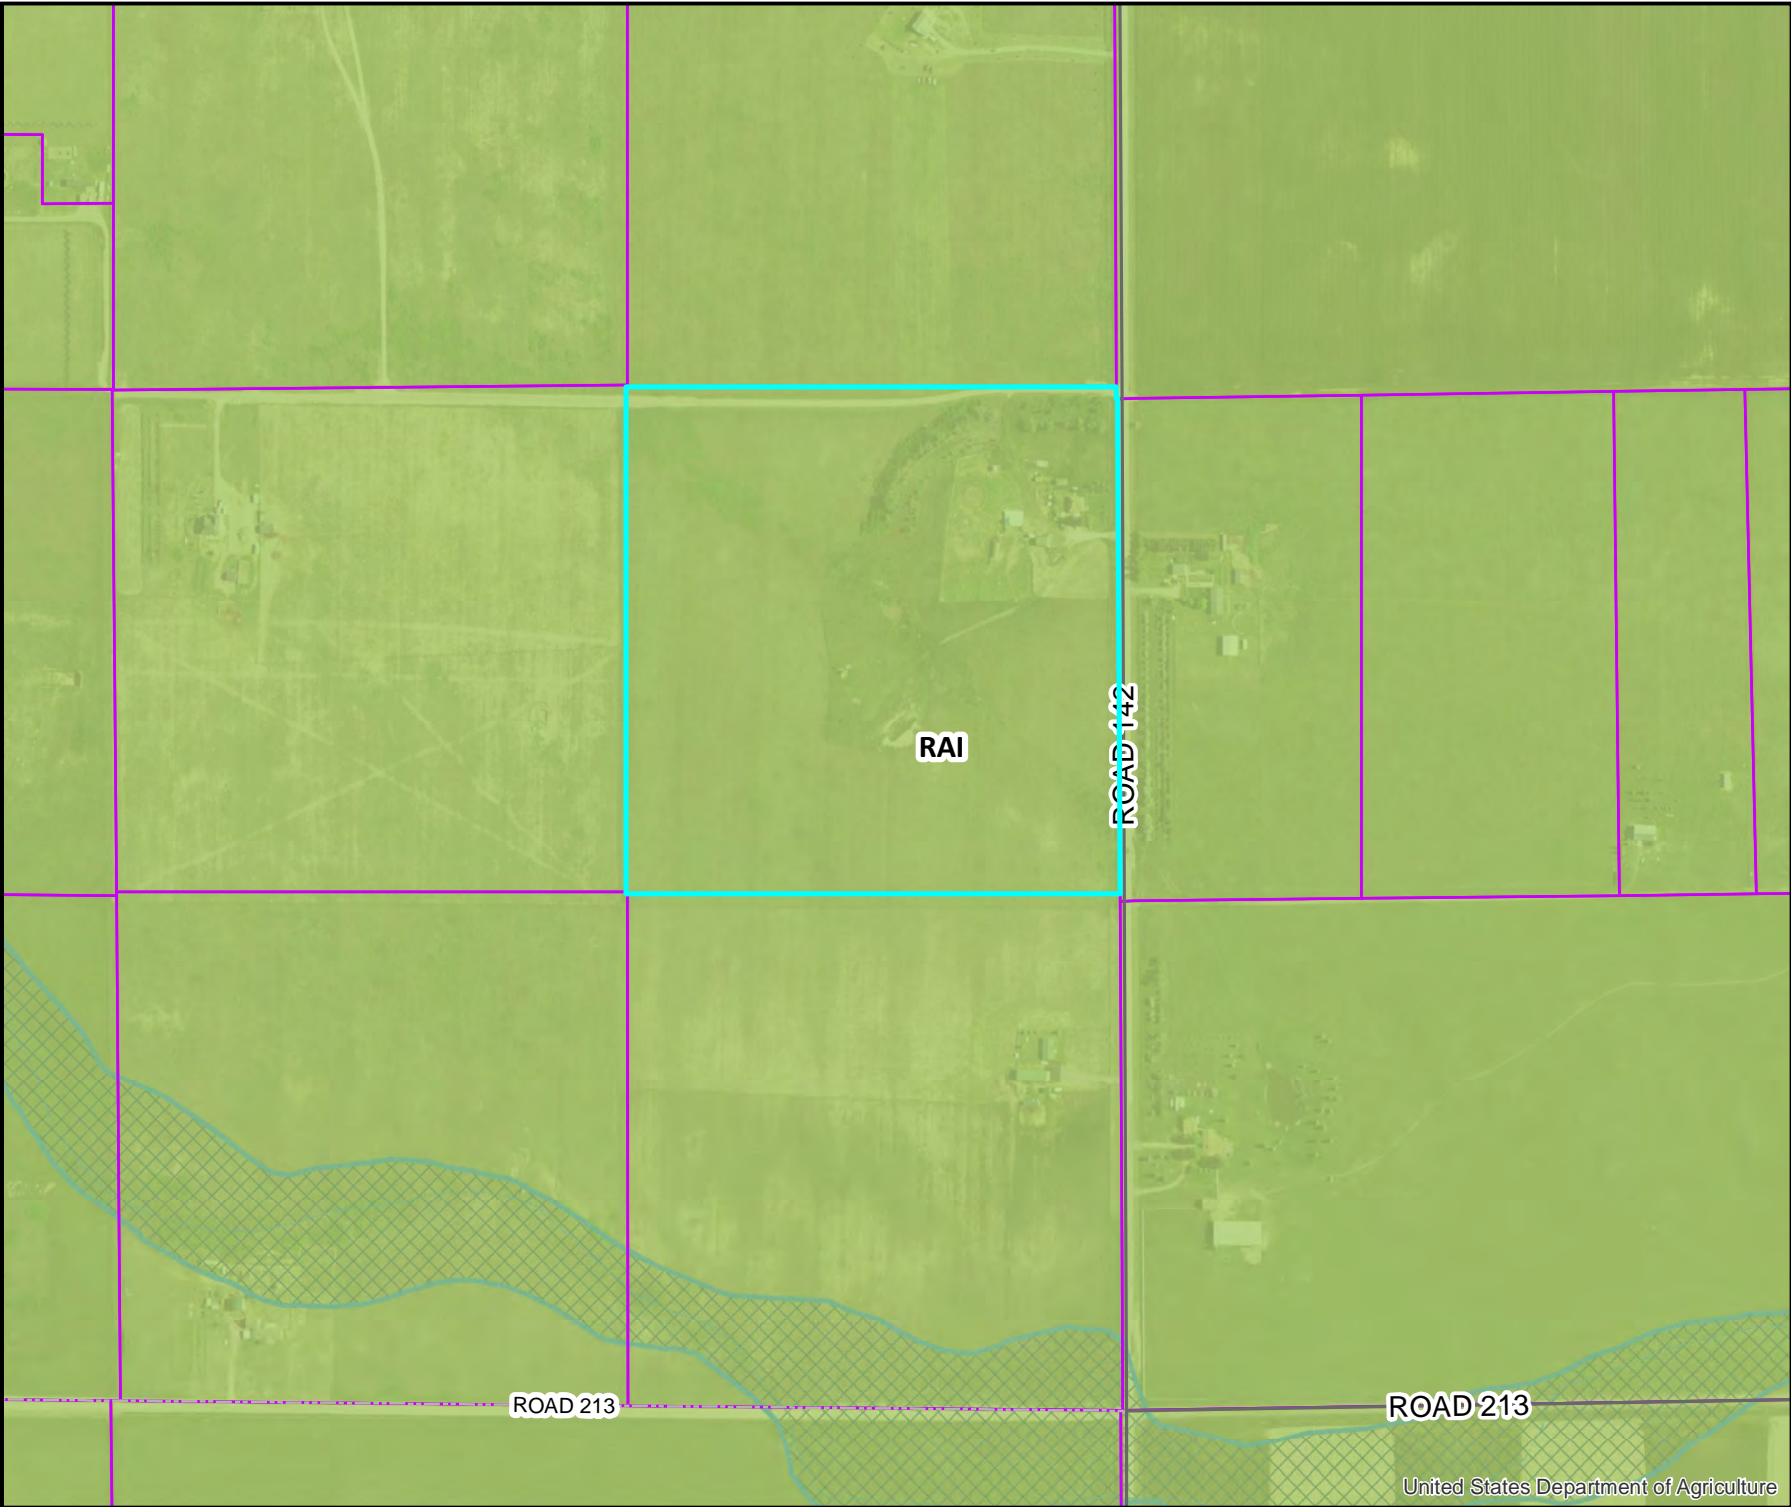 RAI
ROAD 142
ROAD 213
ROAD 213
United States Department of Agriculture